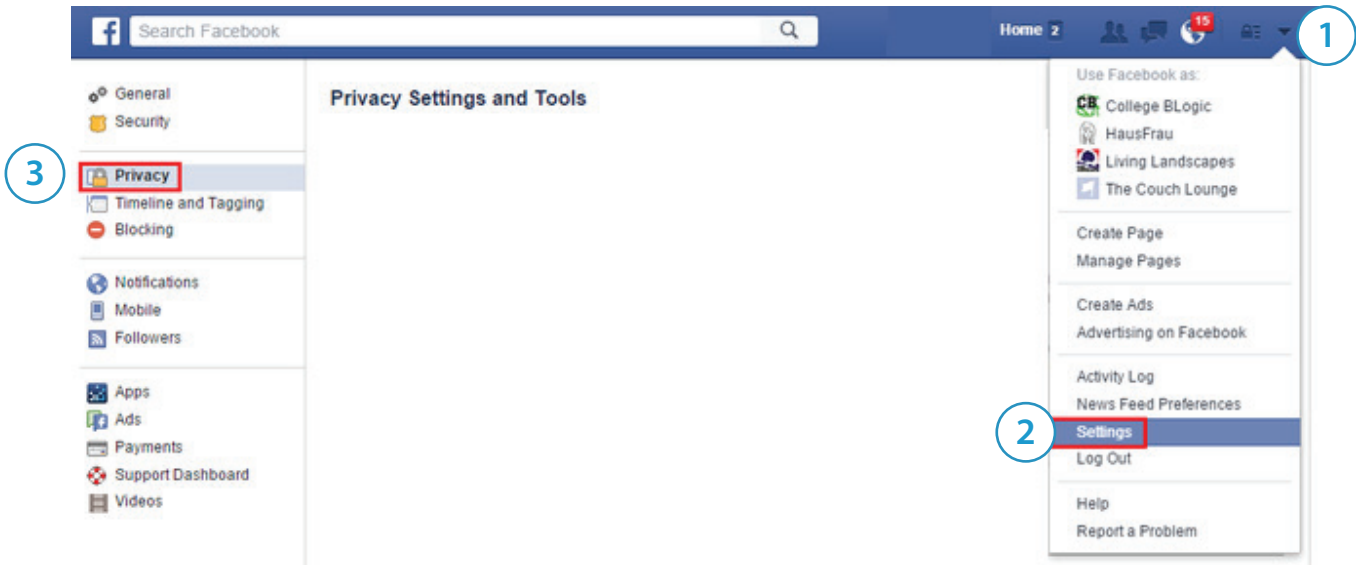 f
Search Facebook
Home 2
15
1
General
Security
3
Privacy
Timeline and Tagging
Blocking
Notifications
Mobile
Followers
Apps
Ads
Payments
Support Dashboard
Videos
Privacy Settings and Tools
Use Facebook as:
CB College BLogic
HausFrau
Living Landscapes
The Couch Lounge
Create Page
Manage Pages
Create Ads
Advertising on Facebook
Activity Log
News Feed Preferences
2
Settings
Log Out
Help
Report a Problem